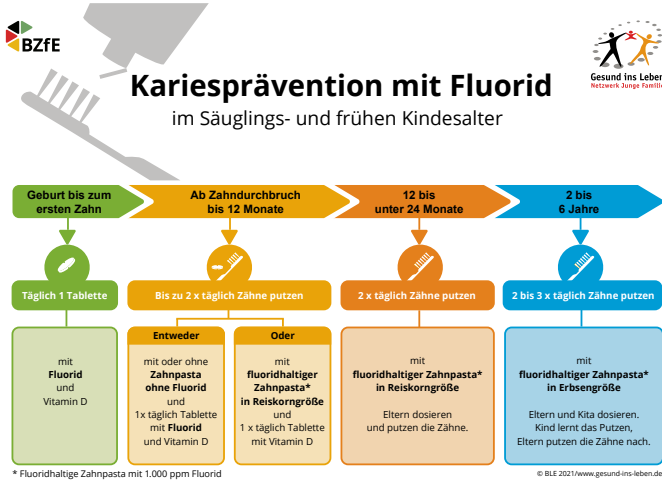 BZfE
Gesund ins Leben
Netzwerk Junge Familie
Kariesprävention mit Fluorid
im Säuglings- und frühen Kindesalter
Geburt bis zum
ersten Zahn
Täglich 1 Tablette
mit
Fluorid
und
Vitamin D
Ab Zahndurchbruch
bis 12 Monate
Bis zu 2 x täglich Zähne putzen
Entweder
mit oder ohne
Zahnpasta
ohne Fluorid
und
1x täglich Tablette
mit Fluorid
und Vitamin D
Oder
mit
fluoridhaltiger
Zahnpasta*
in Reiskorngröße
und
1 x täglich Tablette
mit Vitamin D
12 bis
unter 24 Monate
2 x täglich Zähne putzen
mit
fluoridhaltiger Zahnpasta*
in Reiskorngröße
Eltern dosieren
und putzen die Zähne.
2 bis
6 Jahre
2 bis 3 x täglich Zähne putzen
mit
fluoridhaltiger Zahnpasta*
in Erbsengröße
Eltern und Kita dosieren.
Kind lernt das Putzen,
Eltern putzen die Zähne nach.
* Fluoridhaltige Zahnpasta mit 1.000 ppm Fluorid
© BLE 2021/www.gesund-ins-leben.de